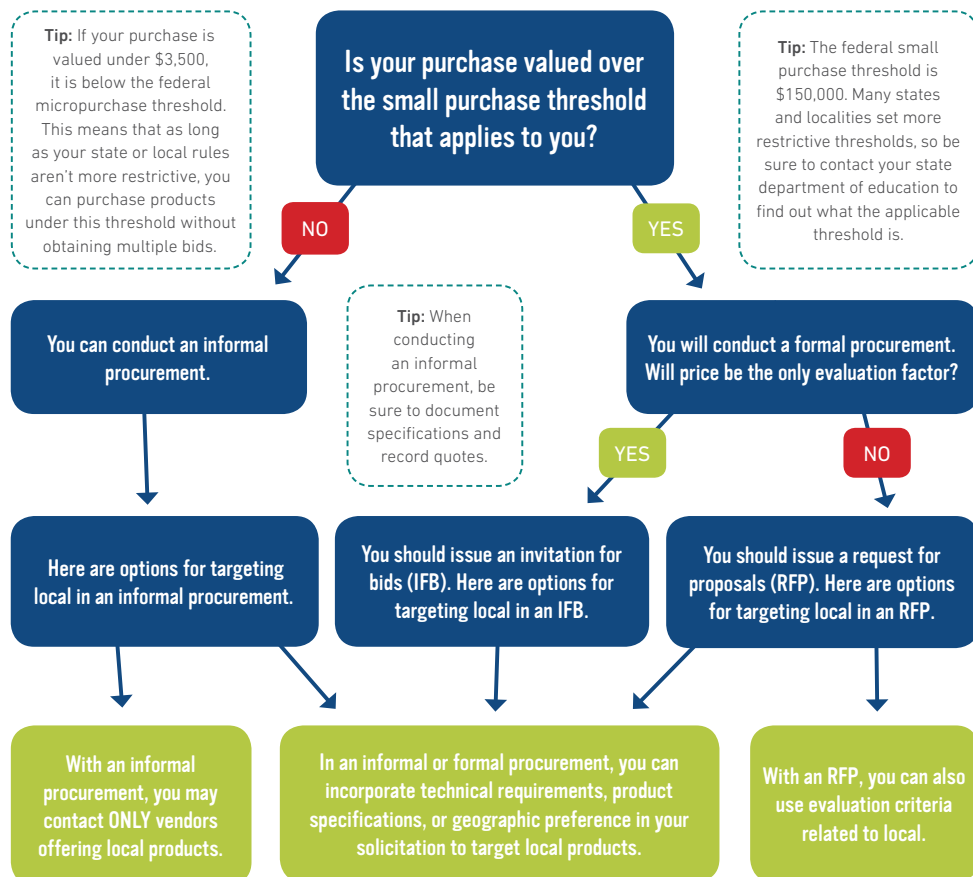 Tip: If your purchase is
valued under $3,500,
it is below the federal
micropurchase threshold.
This means that as long
as your state or local rules
aren't more restrictive, you
can purchase products
under this threshold without
obtaining multiple bids.
Is your purchase valued over
the small purchase threshold
that applies to you?
Tip: The federal small
purchase threshold is
$150,000. Many states
and localities set more
restrictive thresholds, so be
sure to contact your state
department of education to
find out what the applicable
threshold is.
NO
YES
You can conduct an informal
procurement.
Tip: When
conducting
an informal
procurement, be
sure to document
specifications and
record quotes.
You will conduct a formal procurement.
Will price be the only evaluation factor?
YES
NO
Here are options for targeting
local in an informal procurement.
You should issue an invitation for
bids (IFB). Here are options for
targeting local in an IFB.
You should issue a request for
proposals (RFP). Here are options
for targeting local in an RFP.
With an informal
procurement, you may
contact ONLY vendors
offering local products.
In an informal or formal procurement, you can
incorporate technical requirements, product
specifications, or geographic preference in your
solicitation to target local products.
With an RFP, you can also
use evaluation criteria
related to local.